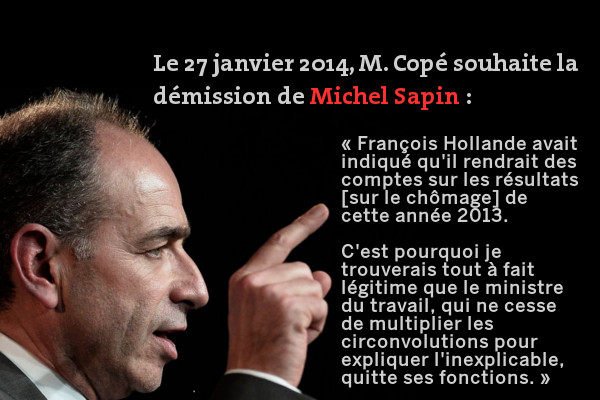 Le 27 janvier 2014, M. Copé souhaite la
démission de Michel Sapin :
« François Hollande avait
indiqué qu'il rendrait des
comptes sur les résultats
[sur le chômage] de
cette année 2013.
C'est pourquoi je
trouverais tout à fait
légitime que le ministre
du travail, qui ne cesse
de multiplier les
circonvolutions pour
expliquer l'inexplicable,
quitte ses fonctions. »